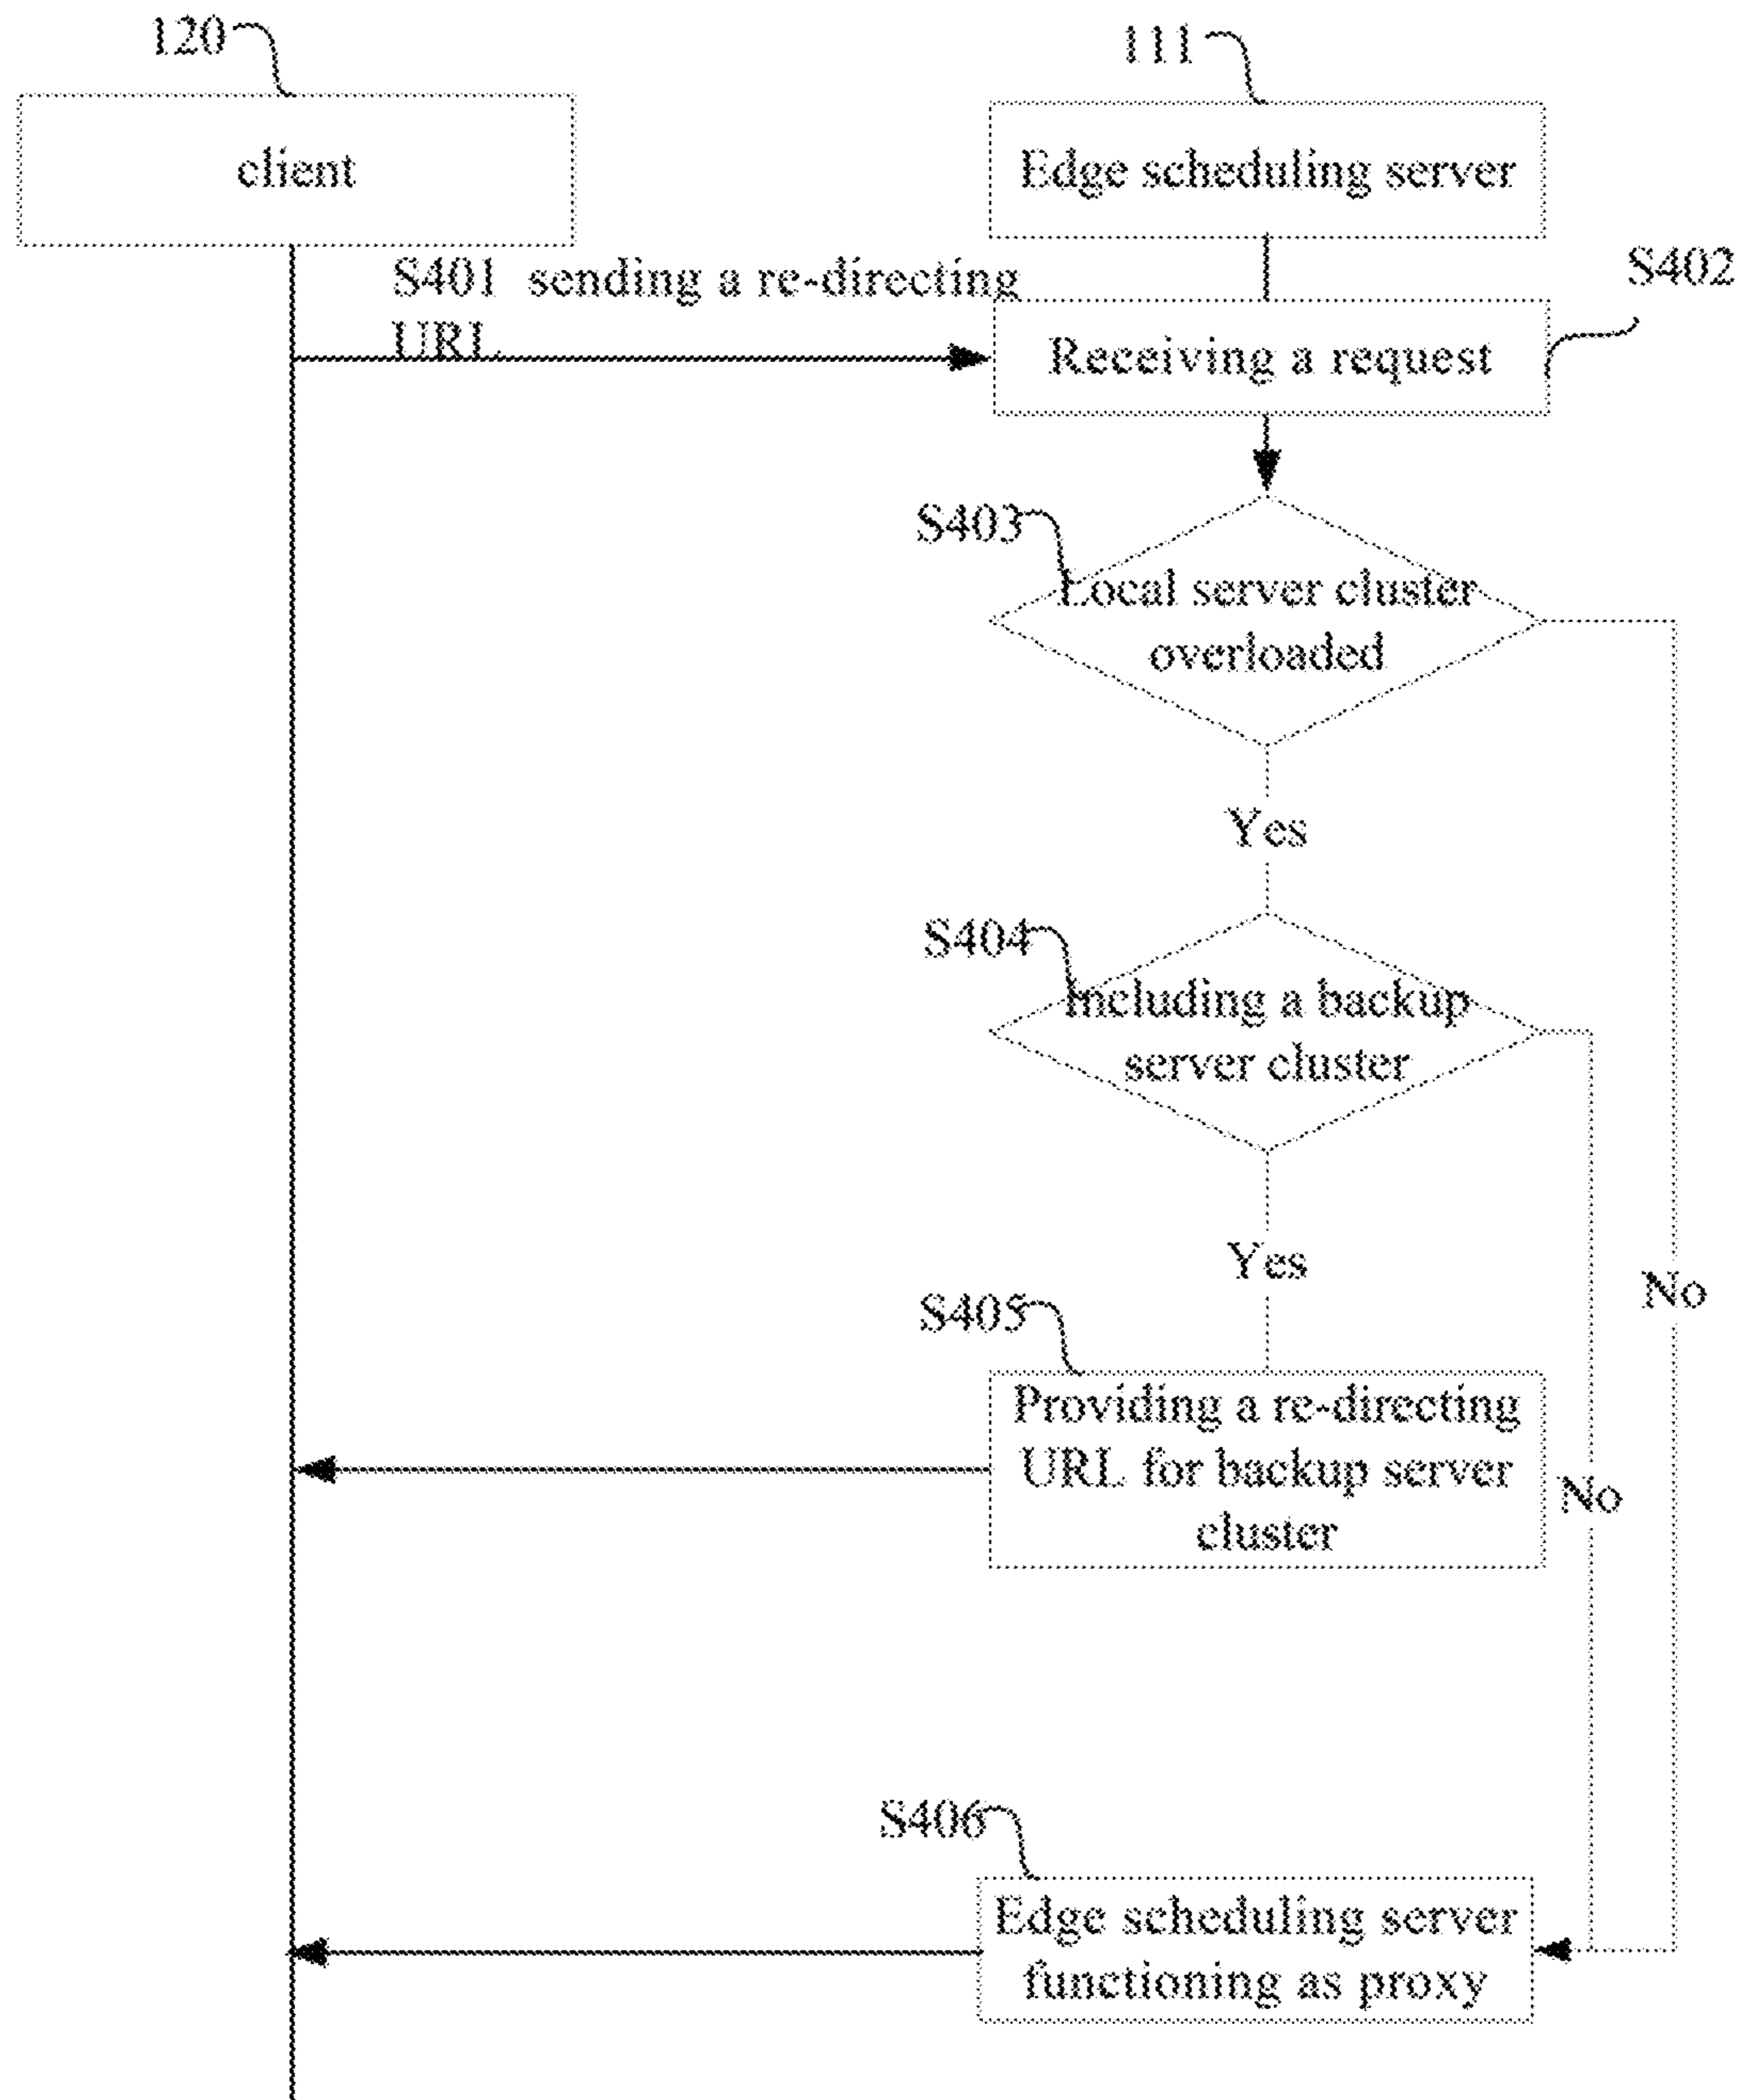 120
111
client
Edge scheduling server
S401 sending a re-directing
URL
S402
Receiving a request
S403
Local server cluster
overloaded
Yes
S404
Including a backup
server cluster
Yes
No
S405
Providing a re-directing
URL for backup server
cluster
No
S406
Edge scheduling server
functioning as proxy